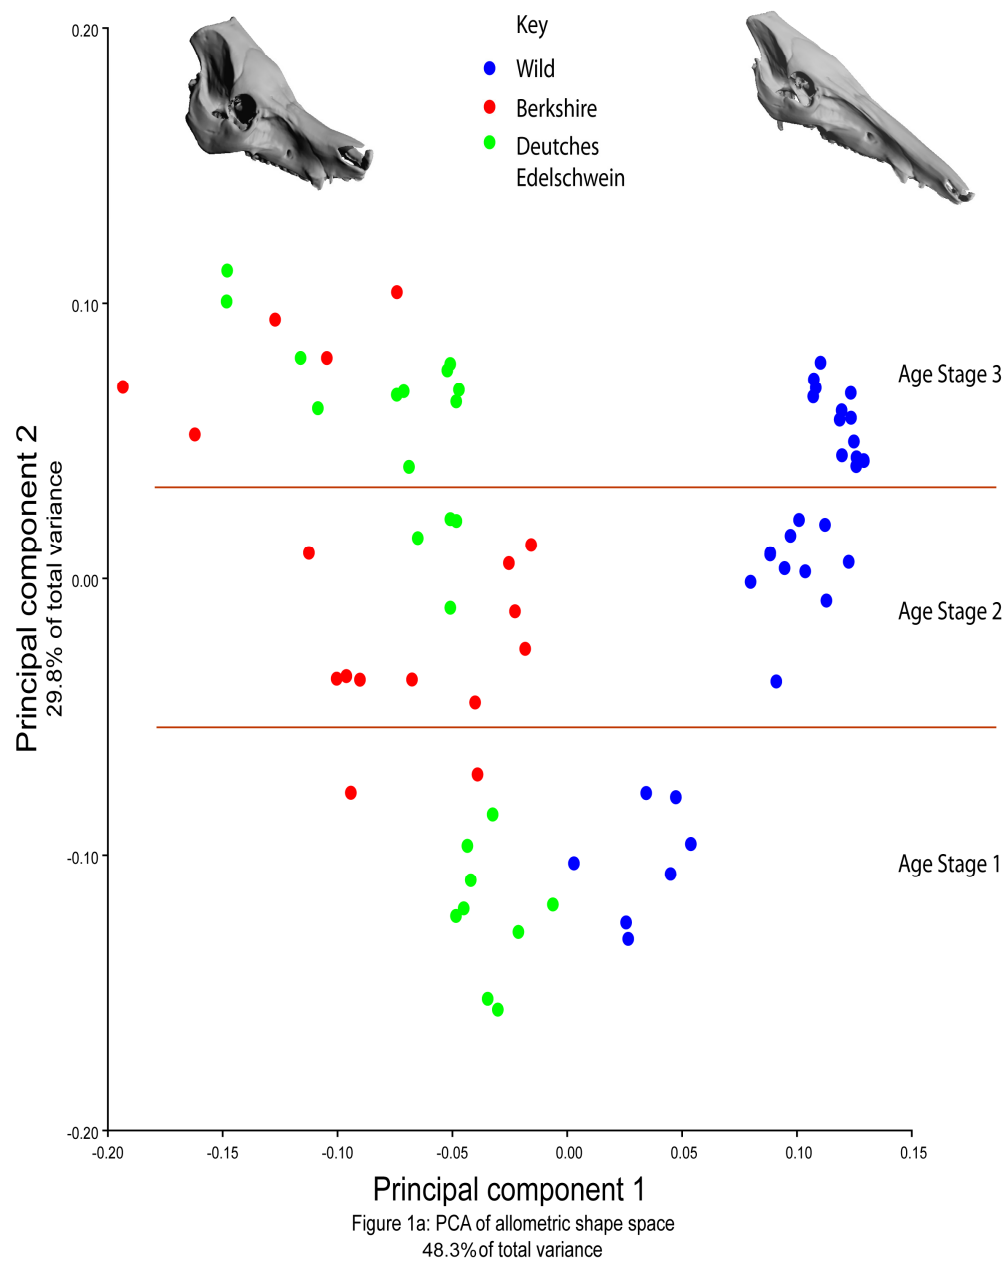 Key
Wild
Berkshire
Deutches
Edelschwein
0.20
0.10
0.00
-0.10
-0.20
Principal component 2
29.8% of total variance
Age Stage 3
Age Stage 2
Age Stage 1
-0.20
-0.15
-0.10
-0.05
0.00
0.05
0.10
0.15
Principal component 1
Figure 1a: PCA of allometric shape space
48.3%of total variance